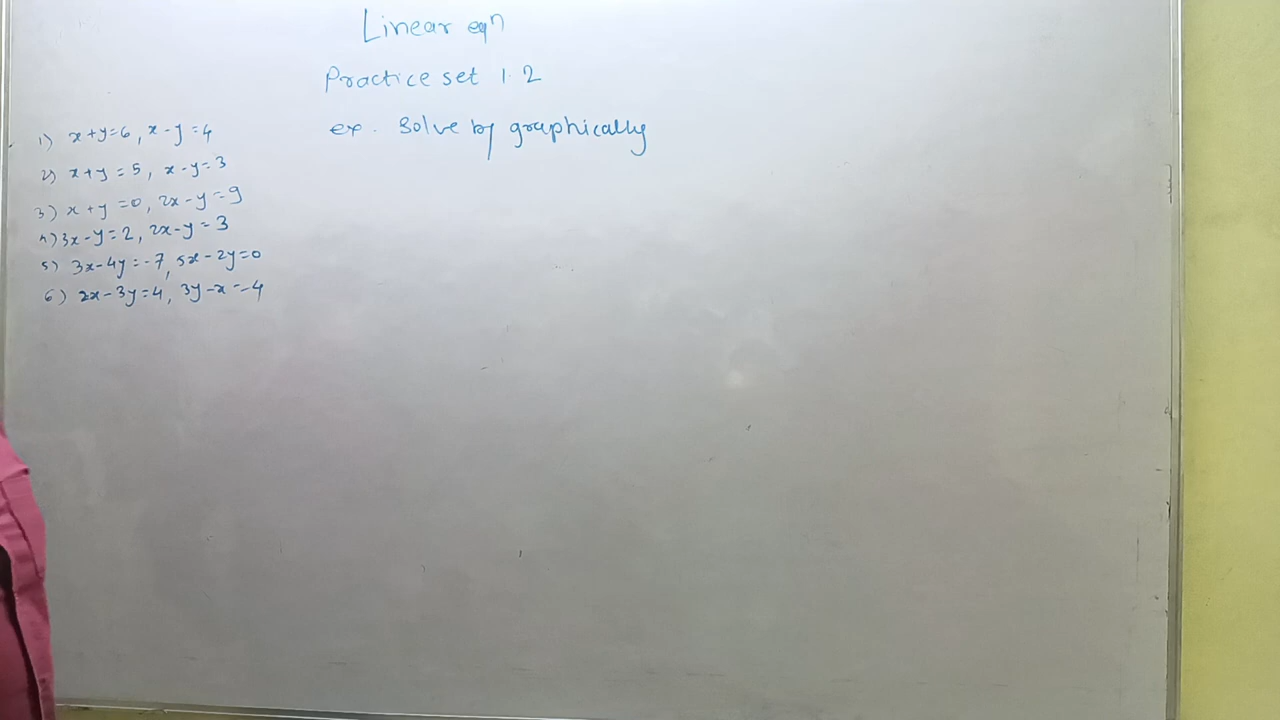 Linear eqn
Practice set 1.2
ex. Solve by graphically
1) x+y=6, x-y=4
2) x+y=5, x-y=3
3) x+y=0, 2x-y=9
4) 3x-y=2, 2x-y=3
5) 3x-4y=-7, 5x-2y=0
6) 2x-3y=4, 3y-x=-4